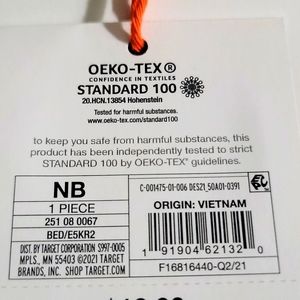 OEKO-TEX®
CONFIDENCE IN TEXTILES
STANDARD 100
20.HCN.13854 Hohenstein
Tested for harmful substances.
www.oeko-tex.com/standard100
to keep you safe from harmful substances, this
product has been independently tested to strict
STANDARD 100 by OEKO-TEX® guidelines.
NB
1 PIECE
251 08 0067
BED/E5KR2
DIST. BY TARGET CORPORATION S997-0005
MPLS., MN 55403 ©2021 TARGET
BRANDS, INC. SHOP TARGET.COM
C-001475-01-006 DES21_50A01-0391
ORIGIN: VIETNAM
1 91904 62132 0
F16816440-Q2/21